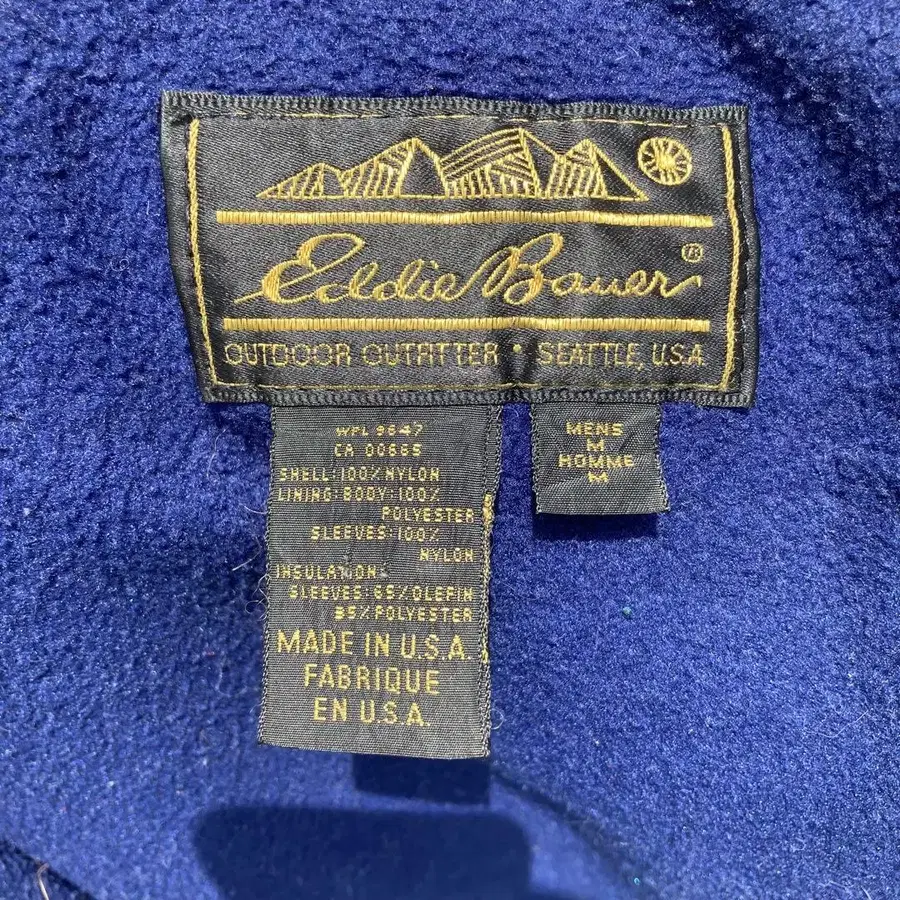 Eddie Bauer®
OUTDOOR OUTFITTER • SEATTLE, U.S.A
WPL 9647
CA 00665
SHELL:100% NYLON
LINING:BODY:100%
POLYESTER
SLEEVES:100%
NYLON
INSULATION:
SLEEVES:65%OLEFIN
35%POLYESTER
MADE IN U.S.A.
FABRIQUE
EN U.S.A.
MENS
M
HOMME
M